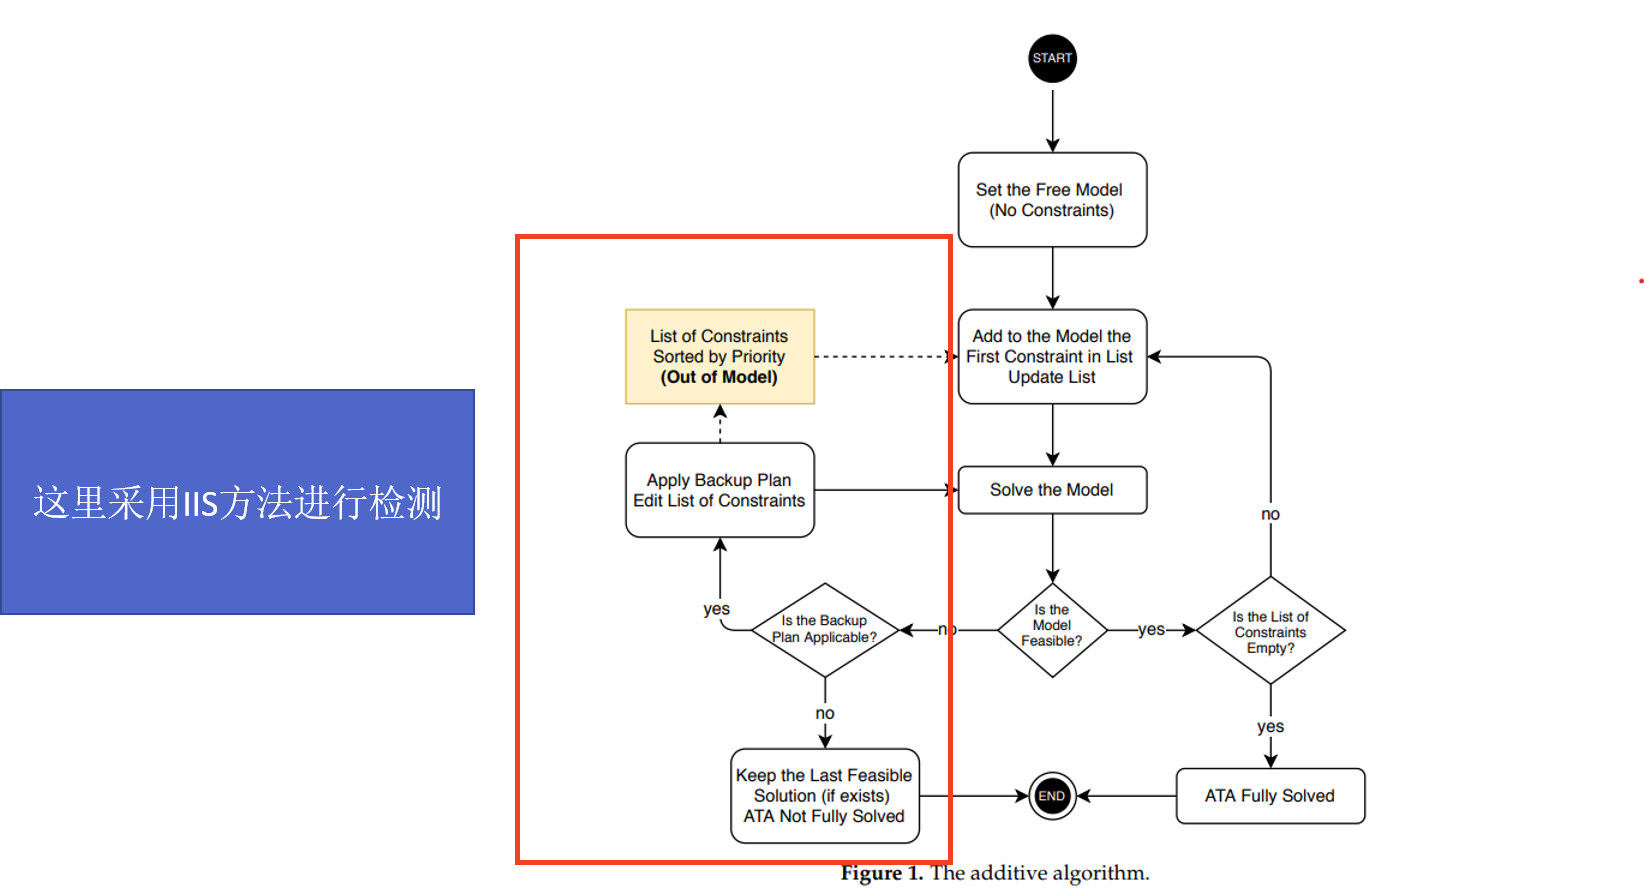 START
Set the Free Model
(No Constraints)
List of Constraints
Sorted by Priority
(Out of Model)
Add to the Model the
First Constraint in List
Update List
这里采用IIS方法进行检测
Apply Backup Plan
Edit List of Constraints
Solve the Model
no
yes
Is the Backup
Plan Applicable?
no
Is the
Model
Feasible?
yes
Is the List of
Constraints
Empty?
no
yes
Keep the Last Feasible
Solution (if exists)
ATA Not Fully Solved
END
ATA Fully Solved
Figure 1. The additive algorithm.